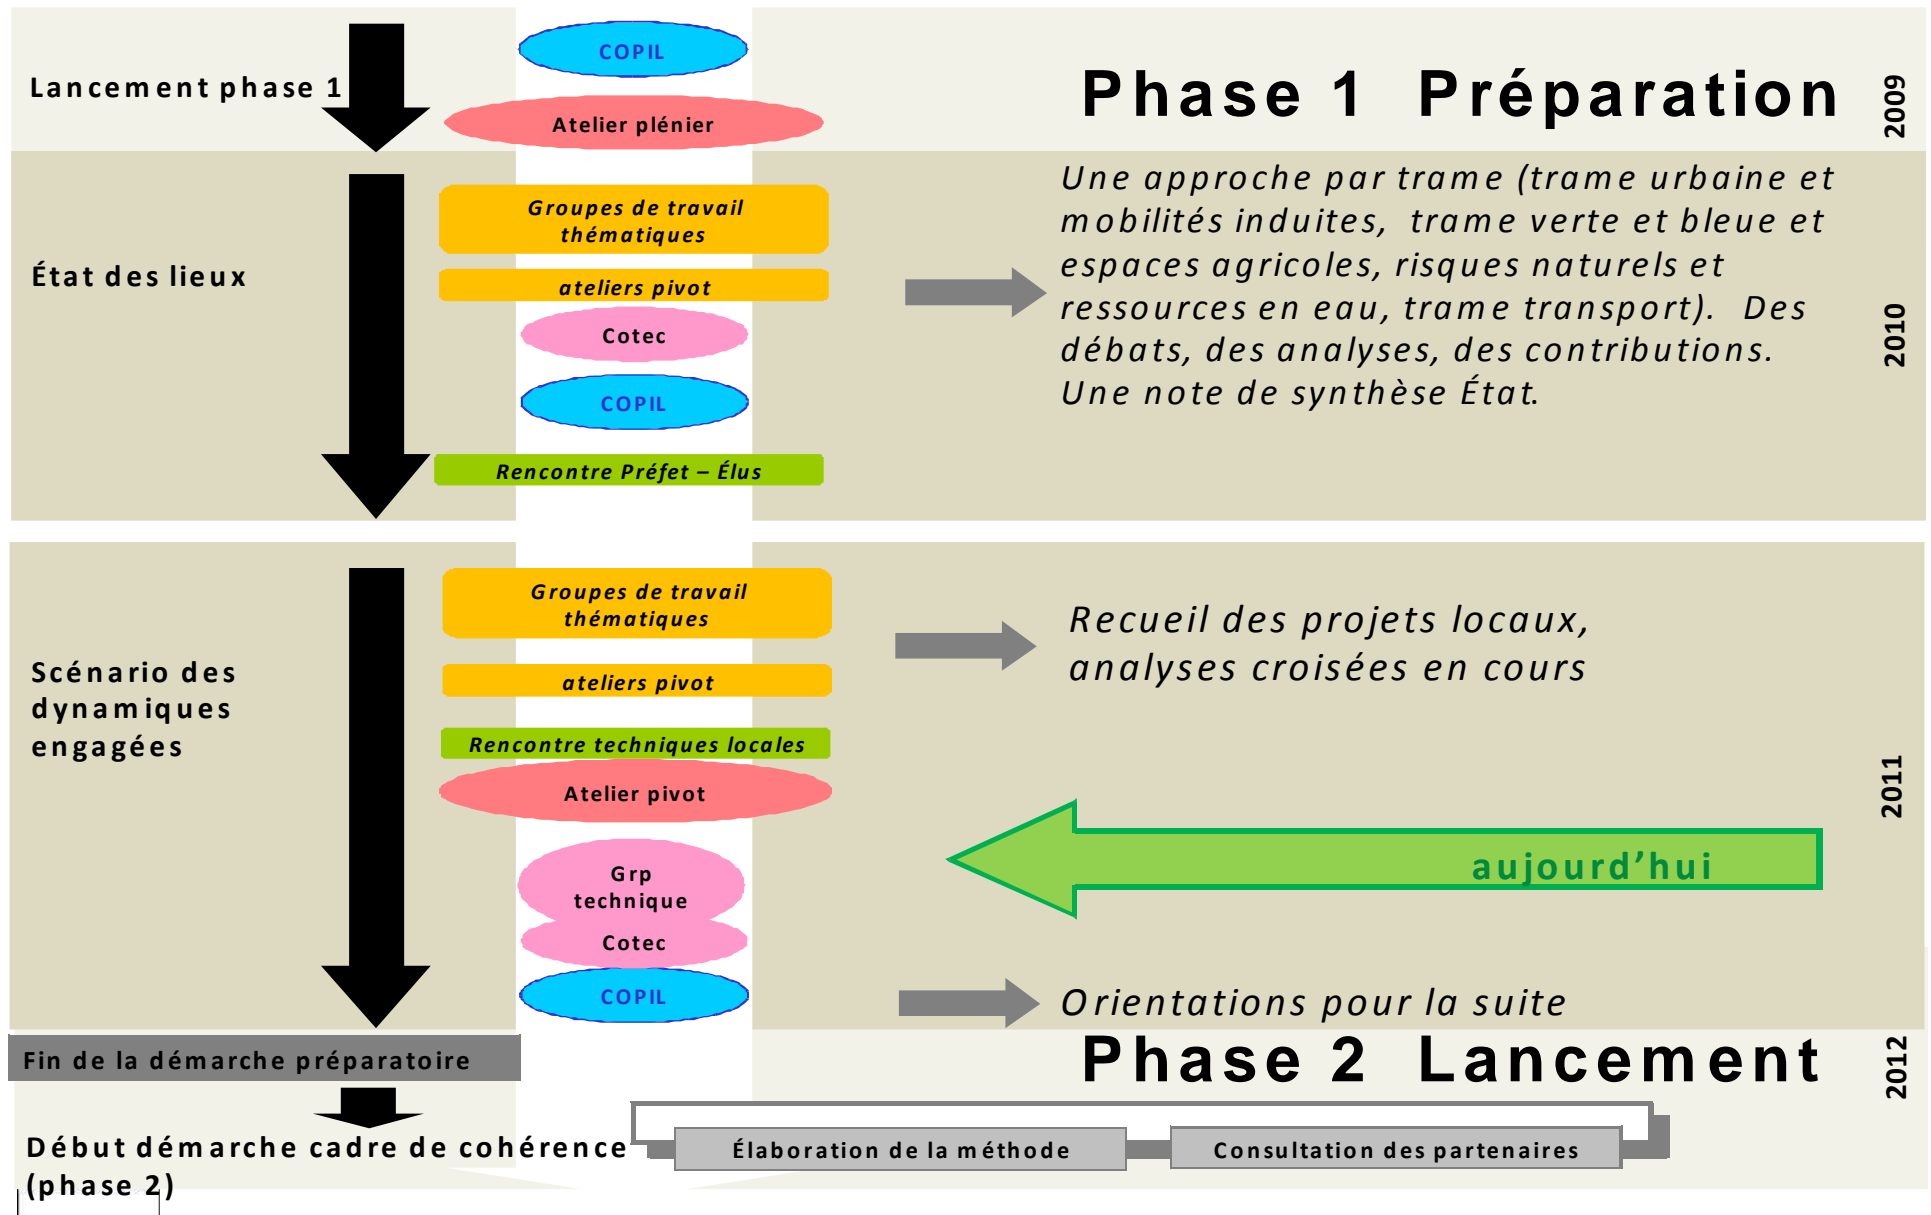 COPIL
Lancement phase 1
Phase 1 Préparation
2009
Atelier plénier
Groupes de travail
thématiques
État des lieux
ateliers pivot
Cotec
COPIL
Rencontre Préfet – Élus
Une approche par trame (trame urbaine et
mobilités induites, trame verte et bleue et
espaces agricoles, risques naturels et
ressources en eau, trame transport). Des
débats, des analyses, des contributions.
Une note de synthèse État.
2010
Groupes de travail
thématiques
Scénario des
dynamiques
engagées
ateliers pivot
Rencontre techniques locales
Atelier pivot
Recueil des projets locaux,
analyses croisées en cours
2011
aujourd’hui
Grp
technique
Cotec
COPIL
Orientations pour la suite
Fin de la démarche préparatoire
Phase 2 Lancement
2012
Début démarche cadre de cohérence
(phase 2)
Élaboration de la méthode
Consultation des partenaires